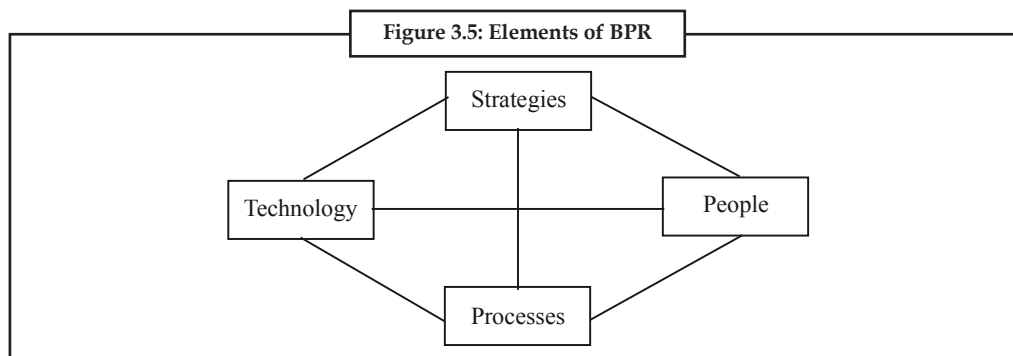 Figure 3.5: Elements of BPR
Strategies
Technology
People
Processes